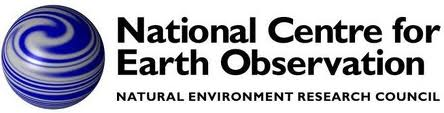 National Centre for
Earth Observation
NATURAL ENVIRONMENT RESEARCH COUNCIL